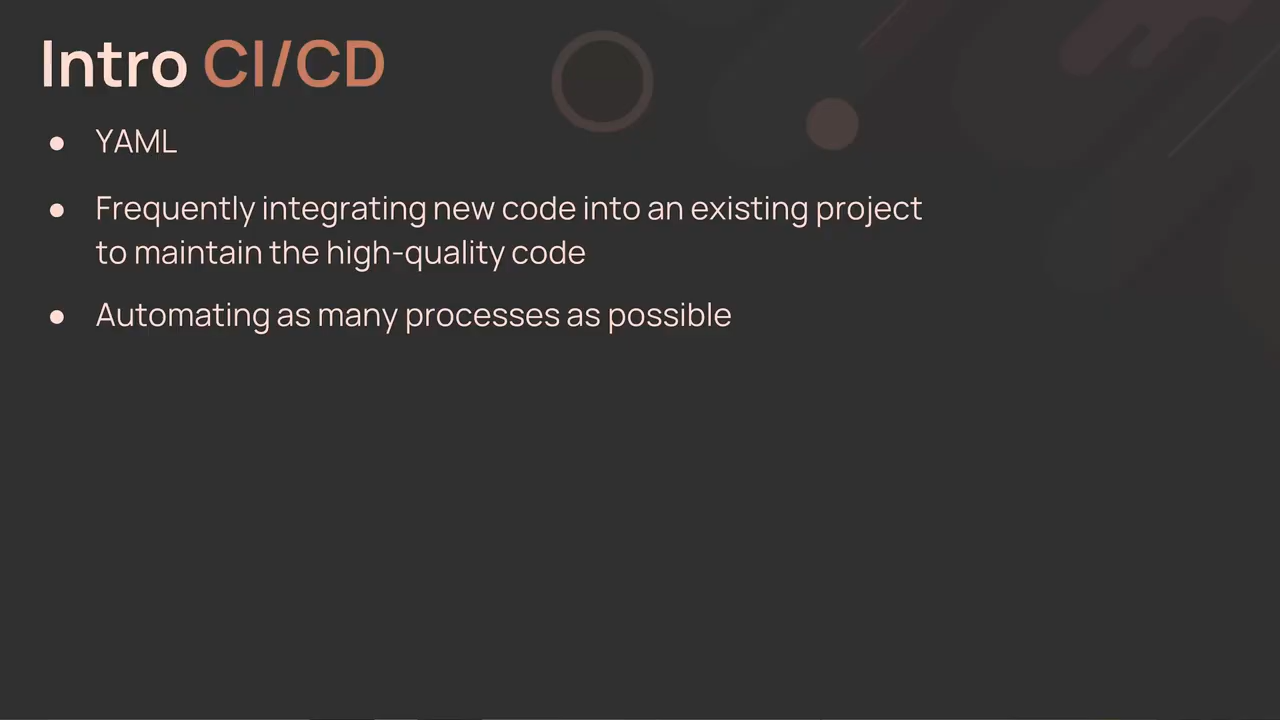 Intro CI/CD
● YAML
● Frequently integrating new code into an existing project
to maintain the high-quality code
● Automating as many processes as possible